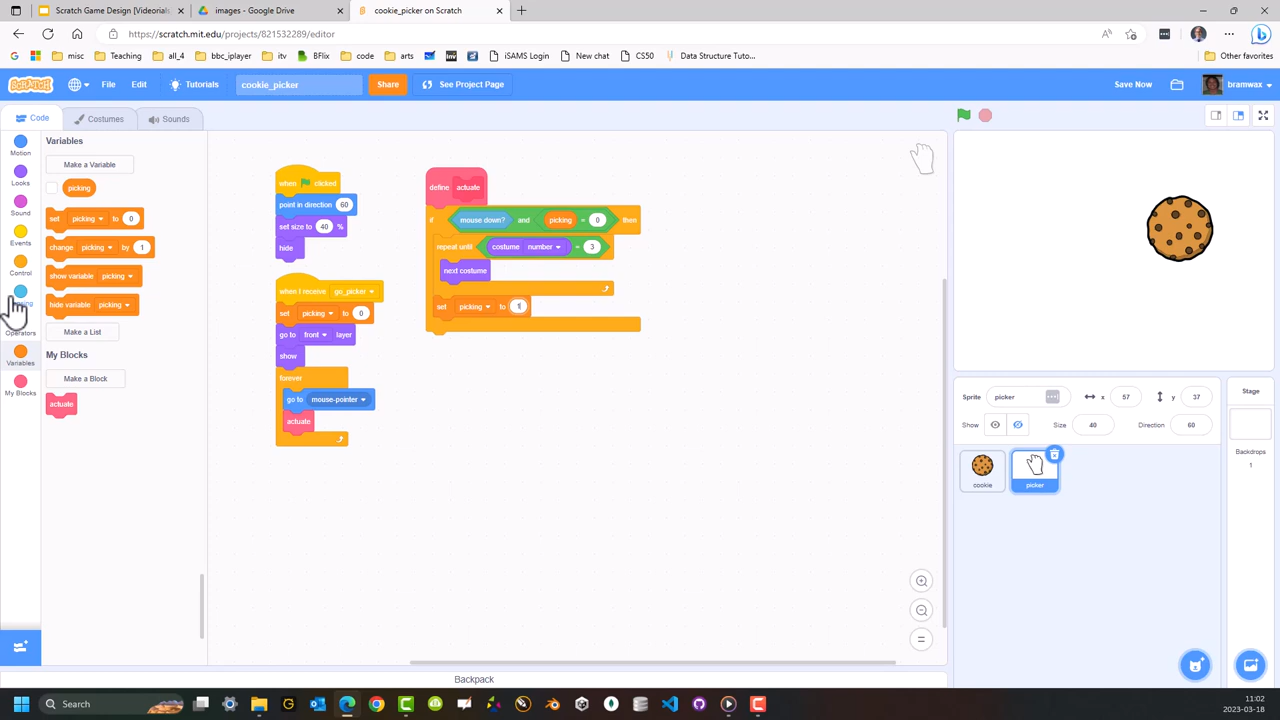 Scratch Game Design [Videorials
images - Google Drive
cookie_picker on Scratch
https://scratch.mit.edu/projects/821532289/editor
misc
Teaching
all_4
bbc_iplayer
itv
BFlix
code
arts
iSAMS Login
New chat
CS50
Data Structure Tuto...
Other favorites
SCRATCH
File
Edit
Tutorials
cookie_picker
Share
See Project Page
Save Now
bramwax
Code
Costumes
Sounds
Motion
Looks
Sound
Events
Control
Operators
Variables
My Blocks
Variables
Make a Variable
picking
set picking to 0
change picking by 1
show variable picking
hide variable picking
Make a List
My Blocks
Make a Block
actuate
when clicked
point in direction 60
set size to 40 %
hide
when I receive go_picker
set picking to 0
go to front layer
show
forever
go to mouse-pointer
actuate
define actuate
if mouse down? and picking = 0 then
repeat until costume number = 3
next costume
set picking to 1
Sprite picker x 57 y 37
Show Size 40 Direction 60
cookie
picker
Stage
Backdrops
1
Backpack
Search
11:02
2023-03-18